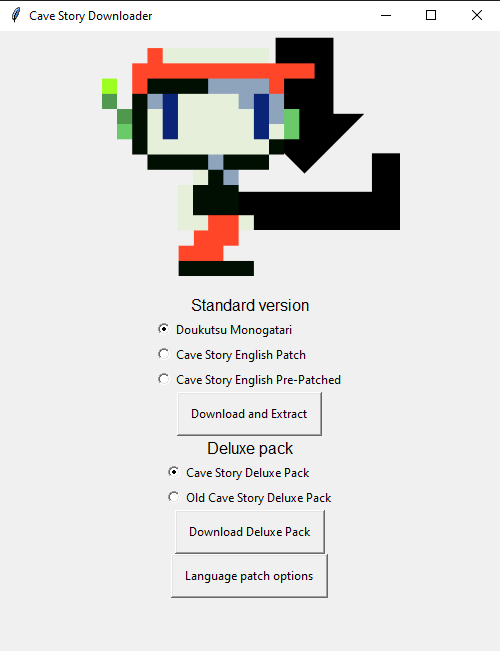 Cave Story Downloader
Standard version
Doukutsu Monogatari
Cave Story English Patch
Cave Story English Pre-Patched
Download and Extract
Deluxe pack
Cave Story Deluxe Pack
Old Cave Story Deluxe Pack
Download Deluxe Pack
Language patch options